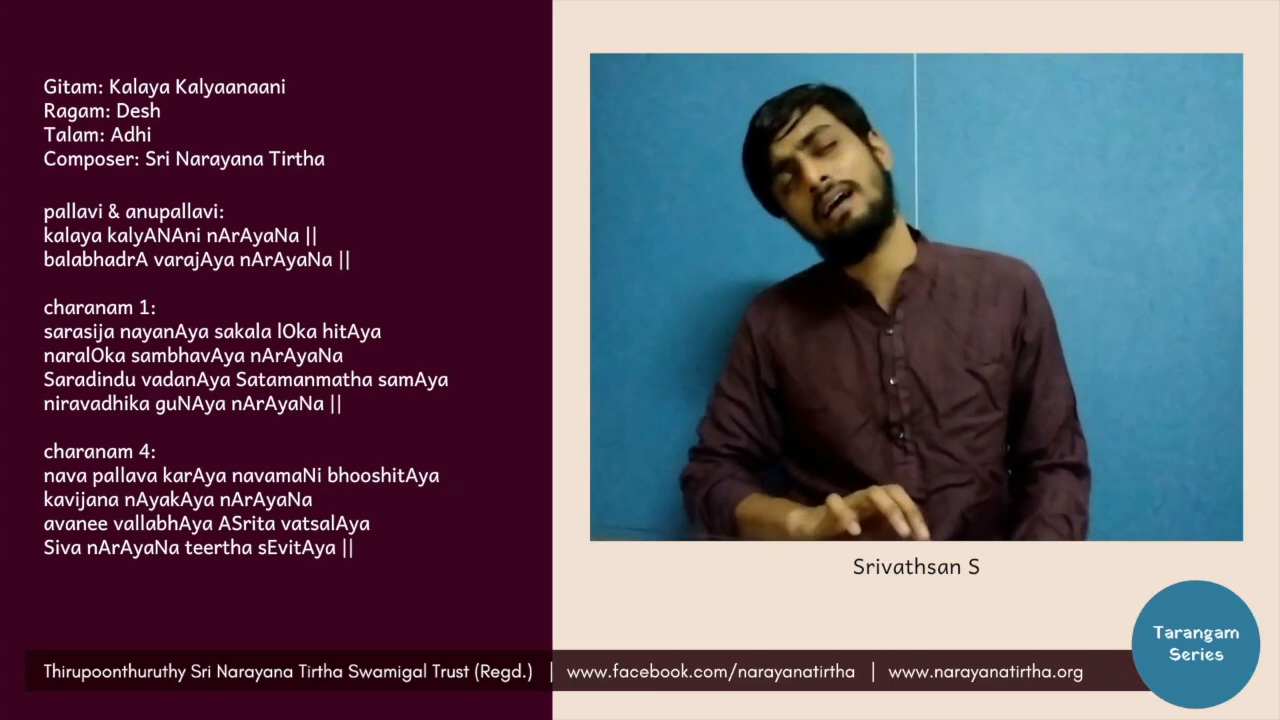 Gitam: Kalaya Kalyaanaani
Ragam: Desh
Talam: Adhi
Composer: Sri Narayana Tirtha
pallavi & anupallavi:
kalaya kalyANAni nArAyaNa ||
balabhadrA varajAya nArAyaNa ||
charanam 1:
sarasija nayanAya sakala lOka hitAya
naralOka sambhavAya nArAyaNa
Saradindu vadanAya Satamanmatha samAya
niravadhika guNAya nArAyaNa ||
charanam 4:
nava pallava karAya navamaNi bhooshitAya
kavijana nAyakAya nArAyaNa
avanee vallabhAya ASrita vatsalAya
Siva nArAyaNa teertha sEvitAya ||
Srivathsan S
Tarangam
Series
Thirupoonthuruthy Sri Narayana Tirtha Swamigal Trust (Regd.) | www.facebook.com/narayanatirtha | www.narayanatirtha.org